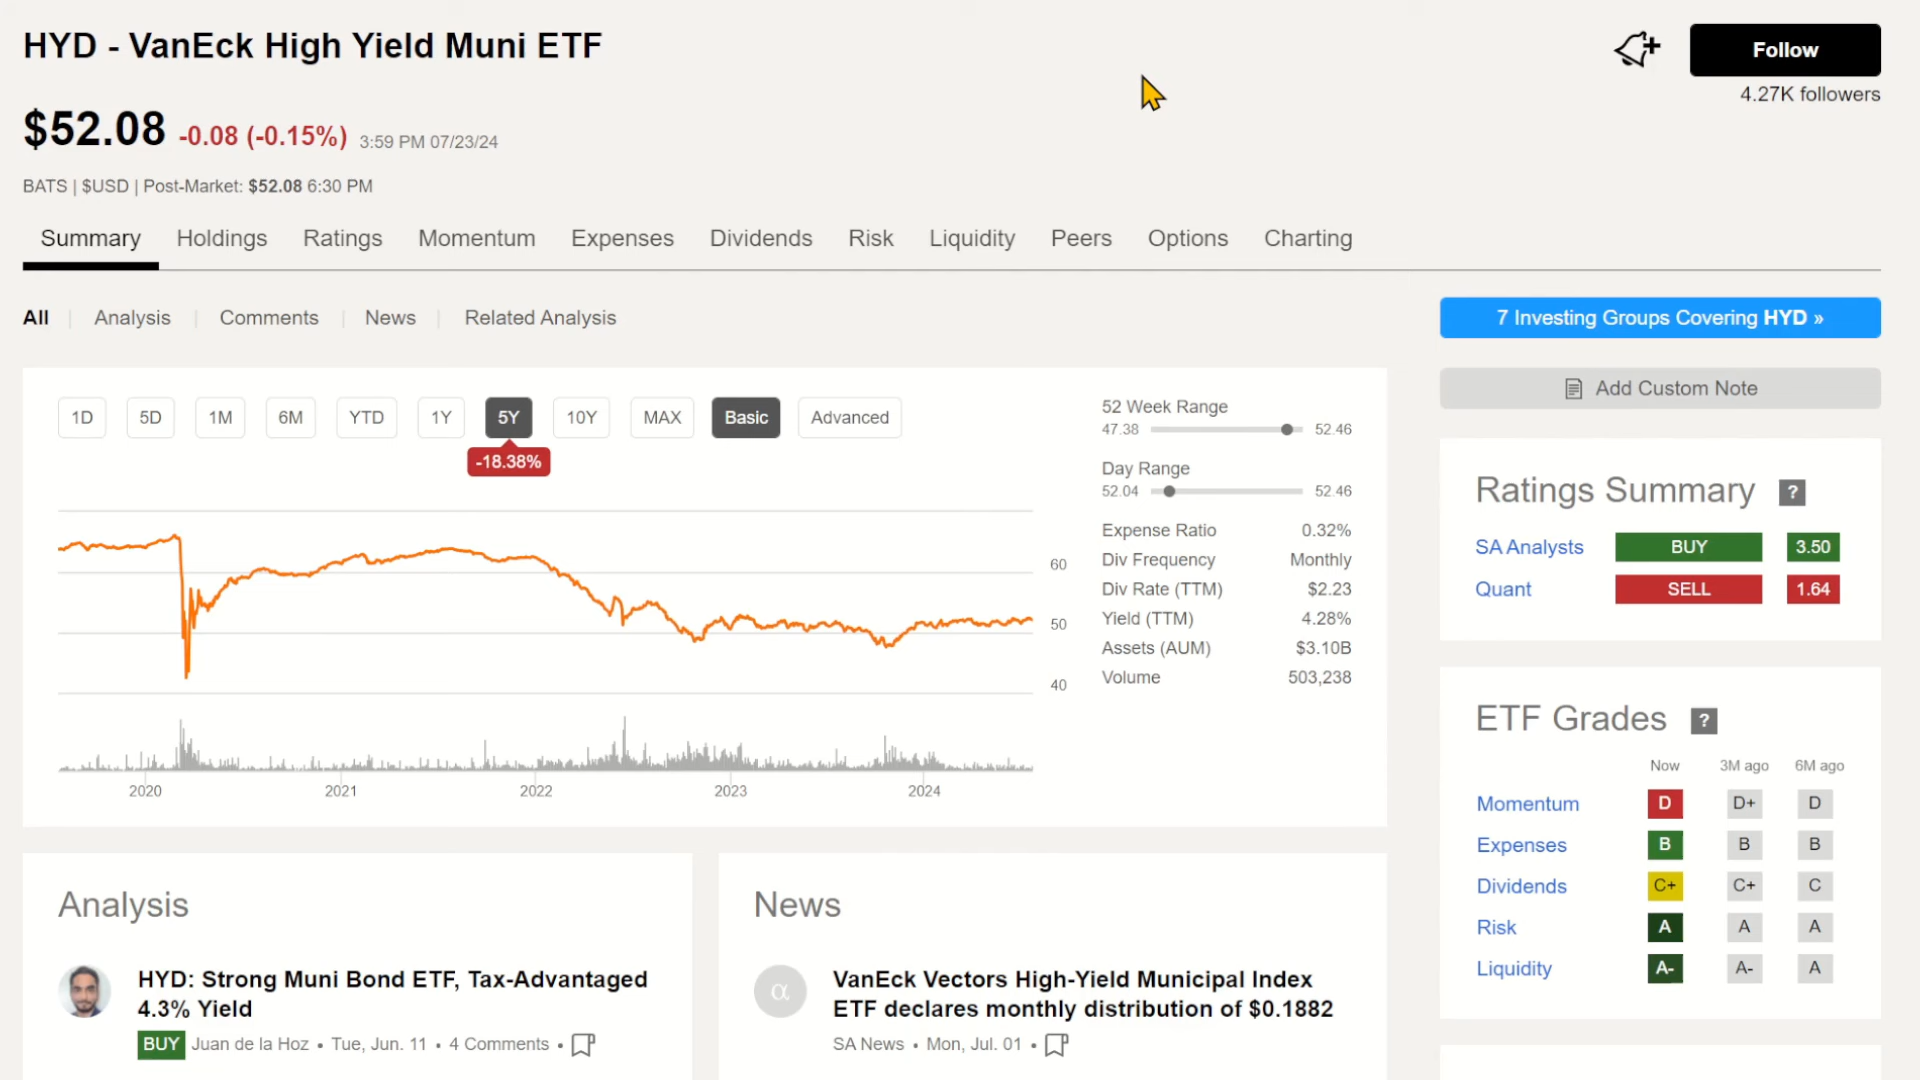 HYD - VanEck High Yield Muni ETF
Follow
4.27K followers
$52.08 -0.08 (-0.15%) 3:59 PM 07/23/24
BATS | $USD | Post-Market: $52.08 6:30 PM
Summary Holdings Ratings Momentum Expenses Dividends Risk Liquidity Peers Options Charting
All | Analysis | Comments | News | Related Analysis
7 Investing Groups Covering HYD »
Add Custom Note
1D 5D 1M 6M YTD 1Y 5Y 10Y MAX Basic Advanced
-18.38%
60
50
40
2020 2021 2022 2023 2024
52 Week Range
47.38 52.46
Day Range
52.04 52.46
Expense Ratio 0.32%
Div Frequency Monthly
Div Rate (TTM) $2.23
Yield (TTM) 4.28%
Assets (AUM) $3.10B
Volume 503,238
Ratings Summary ?
SA Analysts BUY 3.50
Quant SELL 1.64
ETF Grades ?
Now 3M ago 6M ago
Momentum D D+ D
Expenses B B B
Dividends C+ C+ C
Risk A A A
Liquidity A- A- A
Analysis
HYD: Strong Muni Bond ETF, Tax-Advantaged
4.3% Yield
BUY Juan de la Hoz • Tue, Jun. 11 • 4 Comments •
News
α
VanEck Vectors High-Yield Municipal Index
ETF declares monthly distribution of $0.1882
SA News • Mon, Jul. 01 •